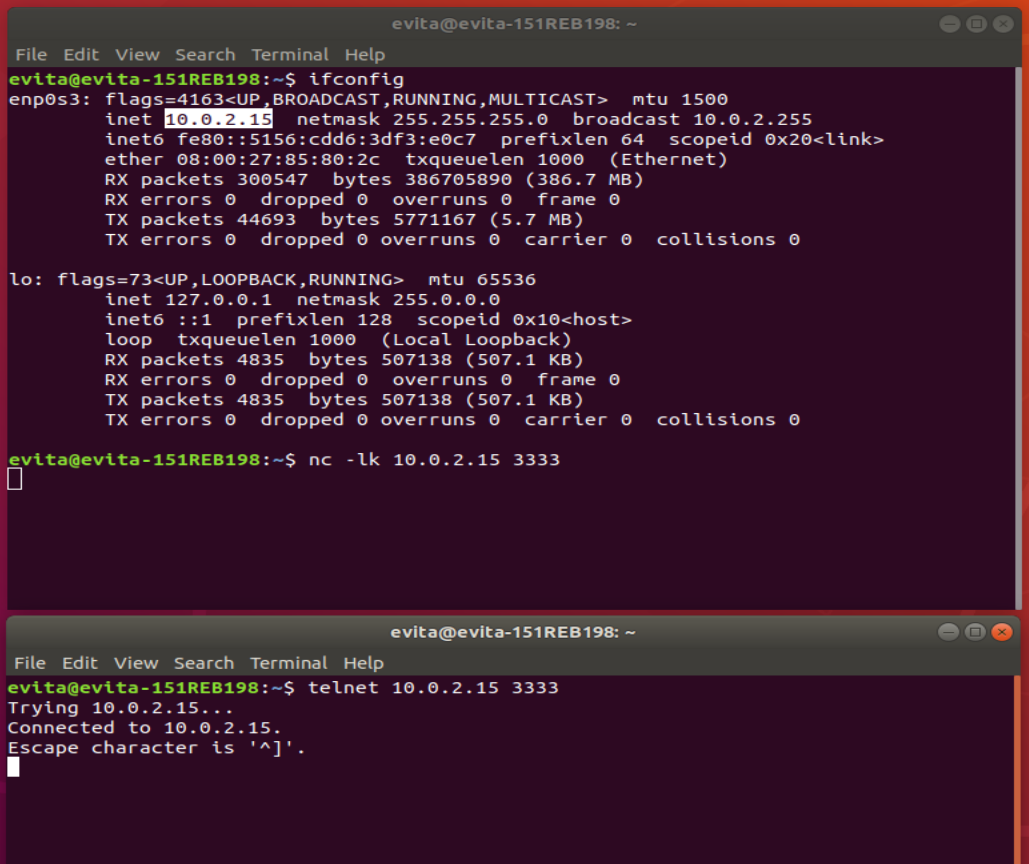 evita@evita-151REB198: ~
File Edit View Search Terminal Help
evita@evita-151REB198:~$ ifconfig
enp0s3: flags=4163<UP,BROADCAST,RUNNING,MULTICAST>  mtu 1500
        inet 10.0.2.15  netmask 255.255.255.0  broadcast 10.0.2.255
        inet6 fe80::5156:cdd6:3df3:e0c7  prefixlen 64  scopeid 0x20<link>
        ether 08:00:27:85:80:2c  txqueuelen 1000  (Ethernet)
        RX packets 300547  bytes 386705890 (386.7 MB)
        RX errors 0  dropped 0  overruns 0  frame 0
        TX packets 44693  bytes 5771167 (5.7 MB)
        TX errors 0  dropped 0 overruns 0  carrier 0  collisions 0

lo: flags=73<UP,LOOPBACK,RUNNING>  mtu 65536
        inet 127.0.0.1  netmask 255.0.0.0
        inet6 ::1  prefixlen 128  scopeid 0x10<host>
        loop  txqueuelen 1000  (Local Loopback)
        RX packets 4835  bytes 507138 (507.1 KB)
        RX errors 0  dropped 0  overruns 0  frame 0
        TX packets 4835  bytes 507138 (507.1 KB)
        TX errors 0  dropped 0 overruns 0  carrier 0  collisions 0

evita@evita-151REB198:~$ nc -lk 10.0.2.15 3333
evita@evita-151REB198: ~
File Edit View Search Terminal Help
evita@evita-151REB198:~$ telnet 10.0.2.15 3333
Trying 10.0.2.15...
Connected to 10.0.2.15.
Escape character is '^]'.